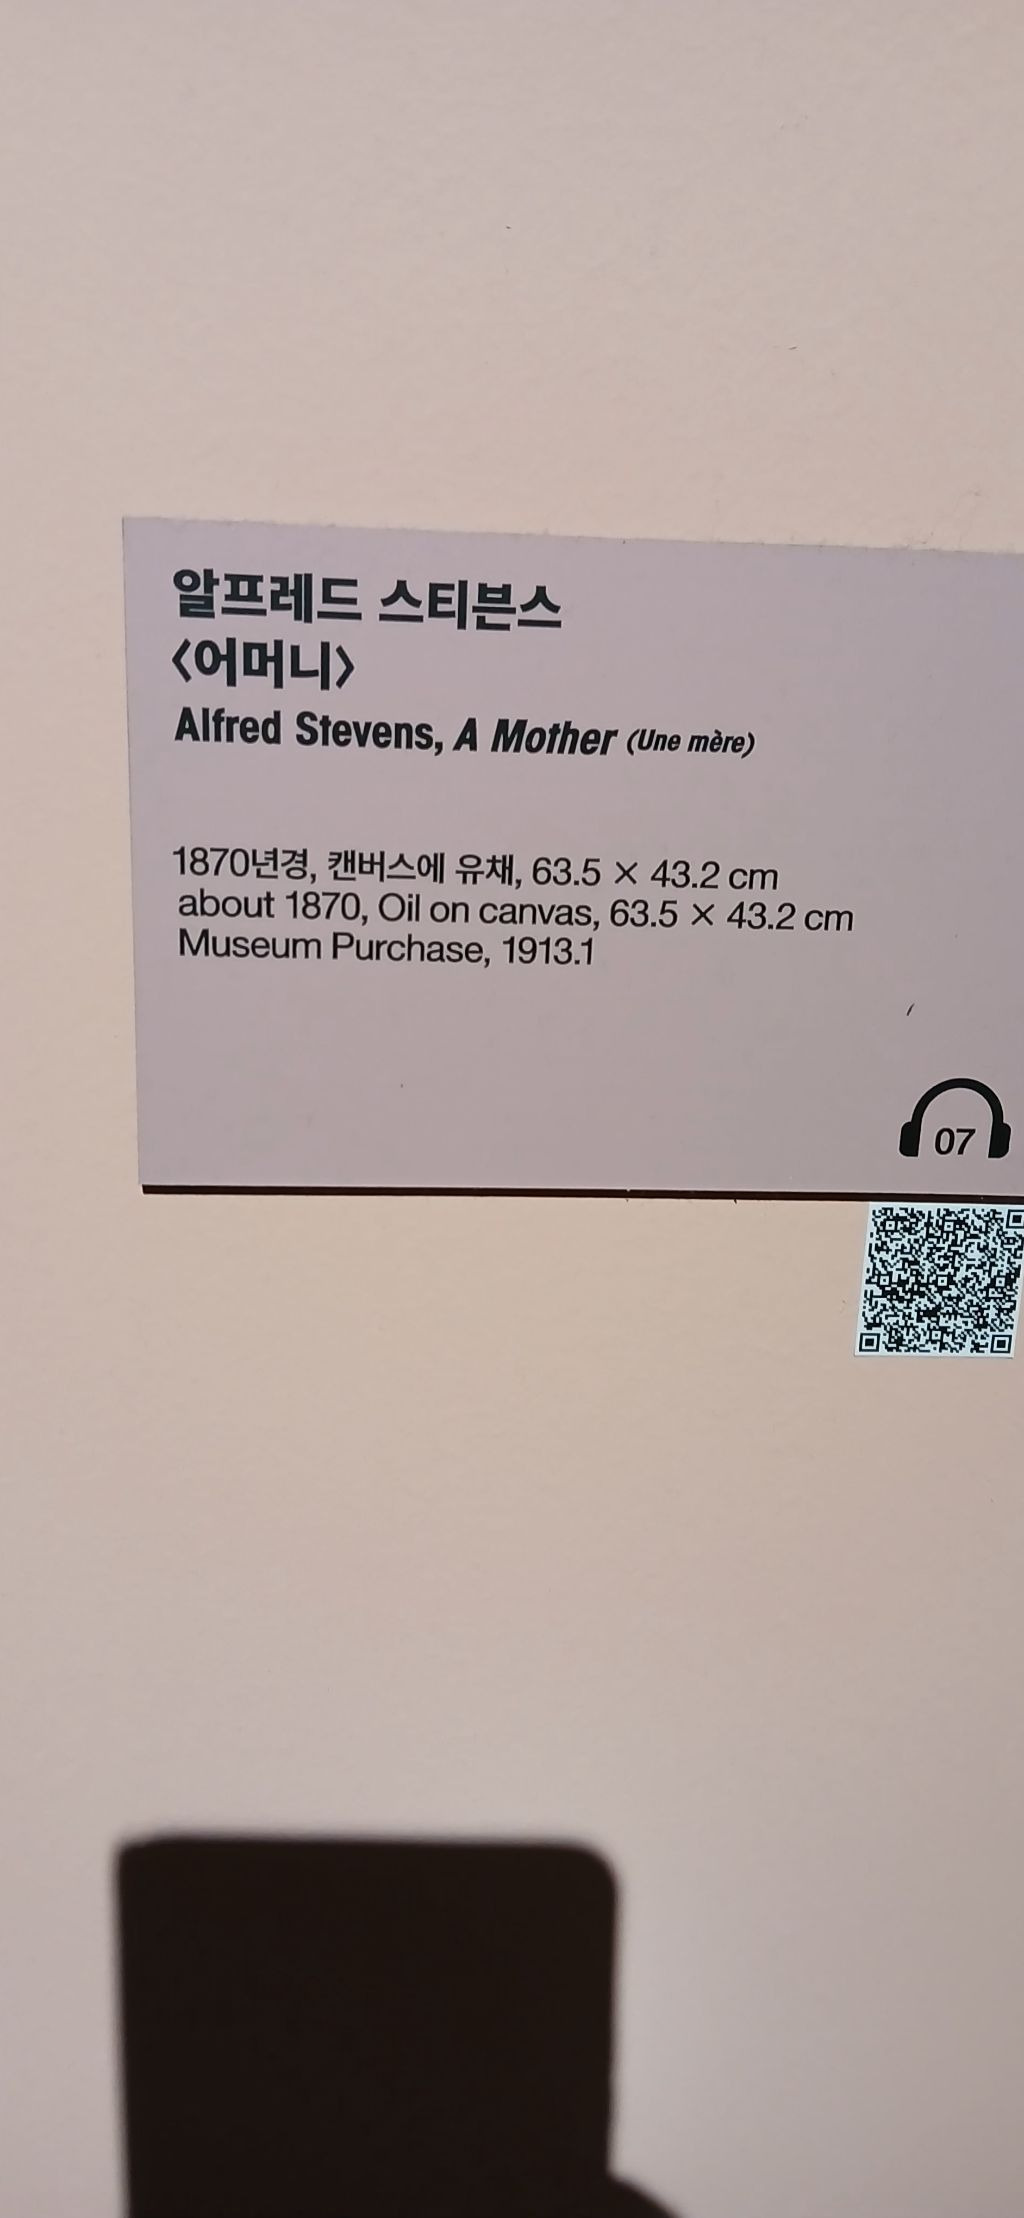 알프레드 스티븐스
〈어머니〉
Alfred Stevens, A Mother (Une mère)
1870년경, 캔버스에 유채, 63.5 × 43.2 cm
about 1870, Oil on canvas, 63.5 × 43.2 cm
Museum Purchase, 1913.1
07